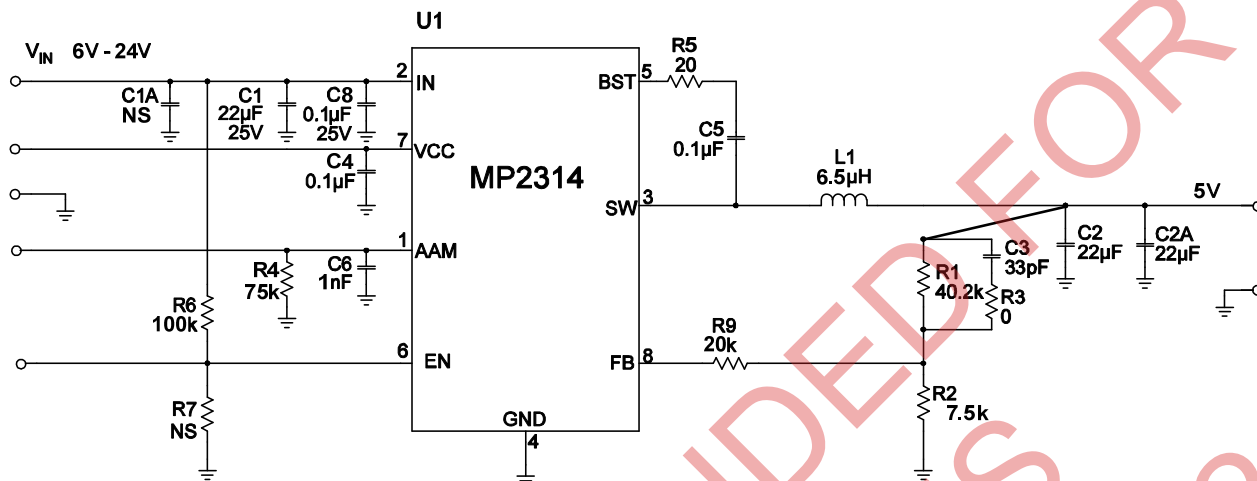 U1
V_IN 6V - 24V
2
IN
C1A
NS
C1
22µF
25V
C8
0.1µF
25V
7
VCC
C4
0.1µF
1
AAM
R4
75k
C6
1nF
R6
100k
6
EN
R7
NS
MP2314
GND
4
BST
5
R5
20
C5
0.1µF
SW
3
L1
6.5µH
5V
C2
22µF
C2A
22µF
C3
33pF
R1
40.2k
R3
0
R9
20k
FB
8
R2
7.5k
FOR
NDED
S